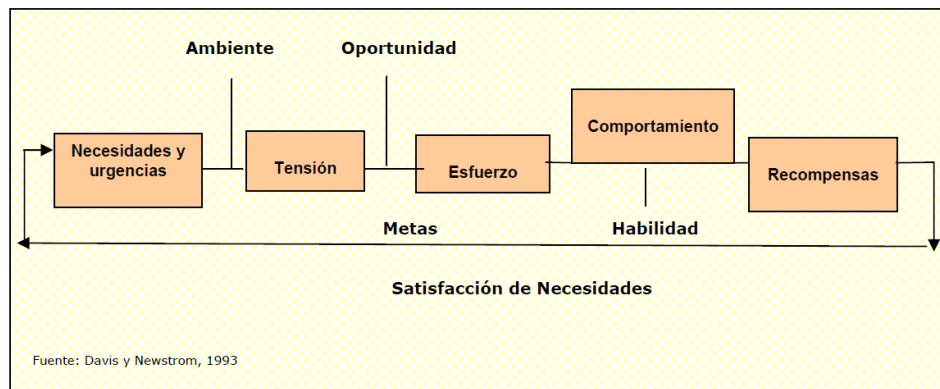 Ambiente
Oportunidad
Necesidades y
urgencias
Tensión
Esfuerzo
Comportamiento
Recompensas
Metas
Habilidad
Satisfacción de Necesidades
Fuente: Davis y Newstrom, 1993